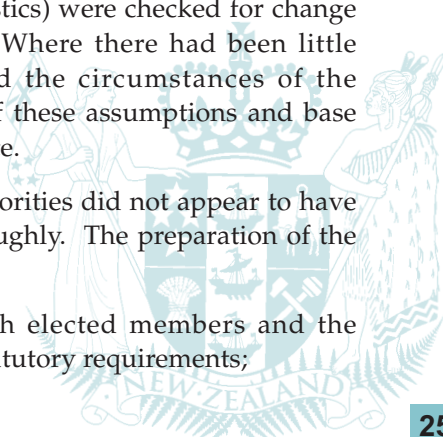 stics) were checked for change
Where there had been little
d the circumstances of the
f these assumptions and base
e.
orities did not appear to have
ughly. The preparation of the
h elected members and the
tutory requirements;
NEW · ZEALAND
25